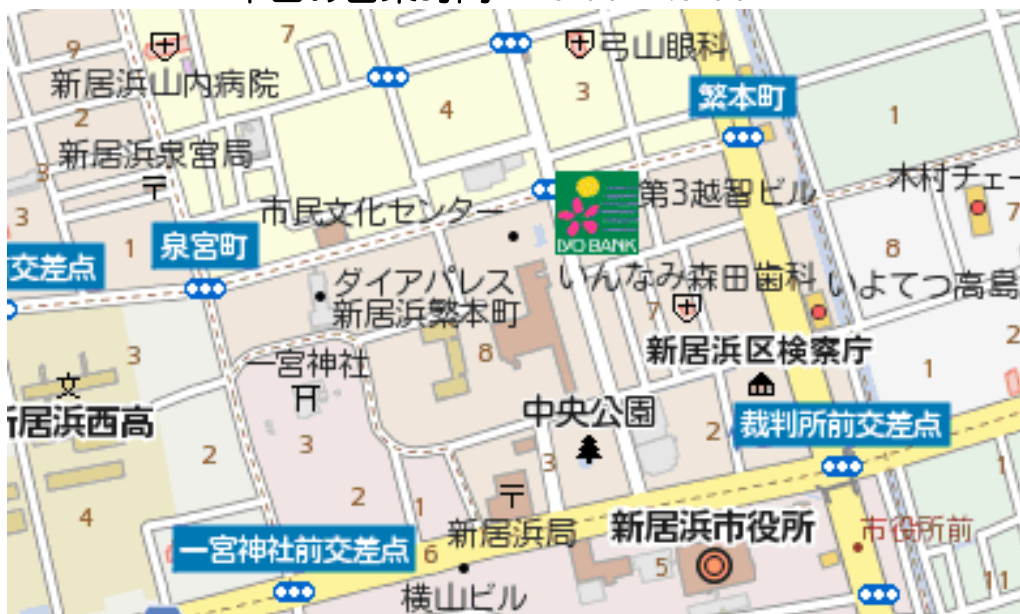 9
7
弓山眼科
新居浜山内病院
3
繁本町
4
1
2
新居浜泉宮局
3
木村チェー
第3越智ビル
市民文化センター
3
7
泉宮町
IYO BANK
1
8
交差点
ダイアパレス
新居浜繁本町
いんなみ森田歯科
いよてつ高島
7
新居浜区検察庁
3
一宮神社
8
2
1
居浜西高
中央公園
裁判所前交差点
2
3
2
3
1
2
1
4
新居浜局
新居浜市役所
市役所前
一宮神社前交差点
6
5
11
横山ビル